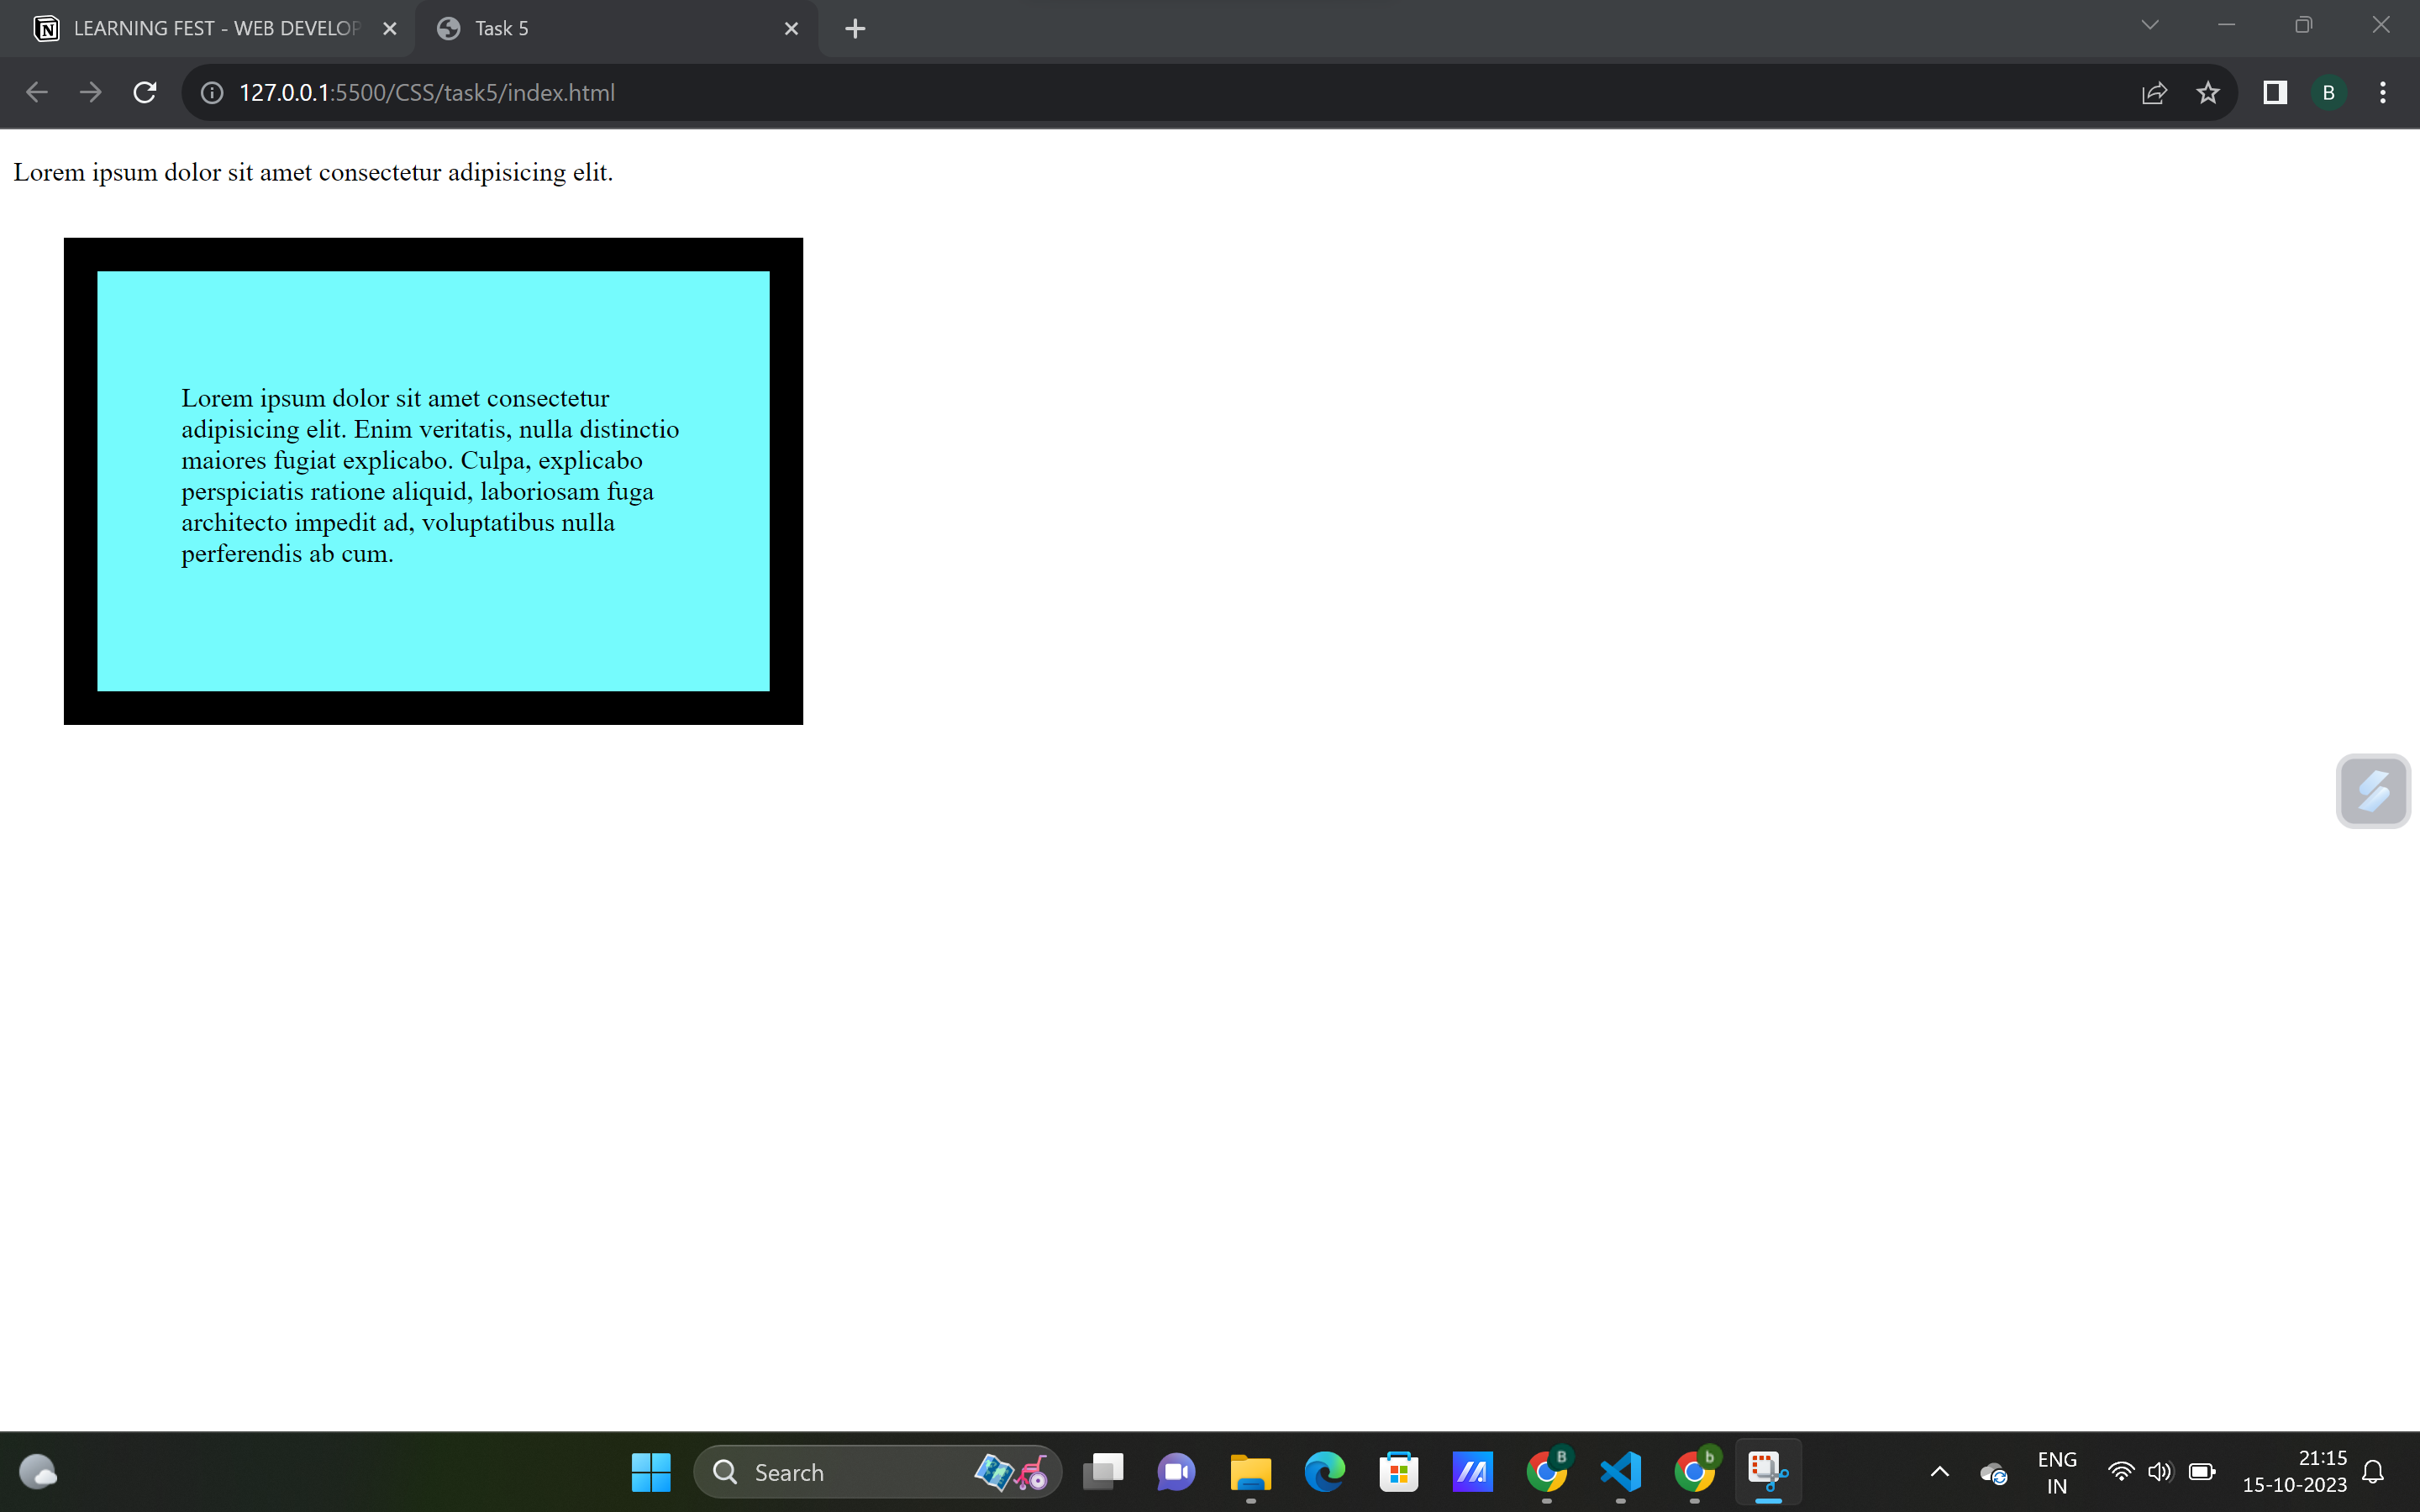 LEARNING FEST - WEB DEVELOP
Task 5
127.0.0.1:5500/CSS/task5/index.html
B
Lorem ipsum dolor sit amet consectetur adipisicing elit.
Lorem ipsum dolor sit amet consectetur
adipisicing elit. Enim veritatis, nulla distinctio
maiores fugiat explicabo. Culpa, explicabo
perspiciatis ratione aliquid, laboriosam fuga
architecto impedit ad, voluptatibus nulla
perferendis ab cum.
Search
B
b
ENG
IN
21:15
15-10-2023